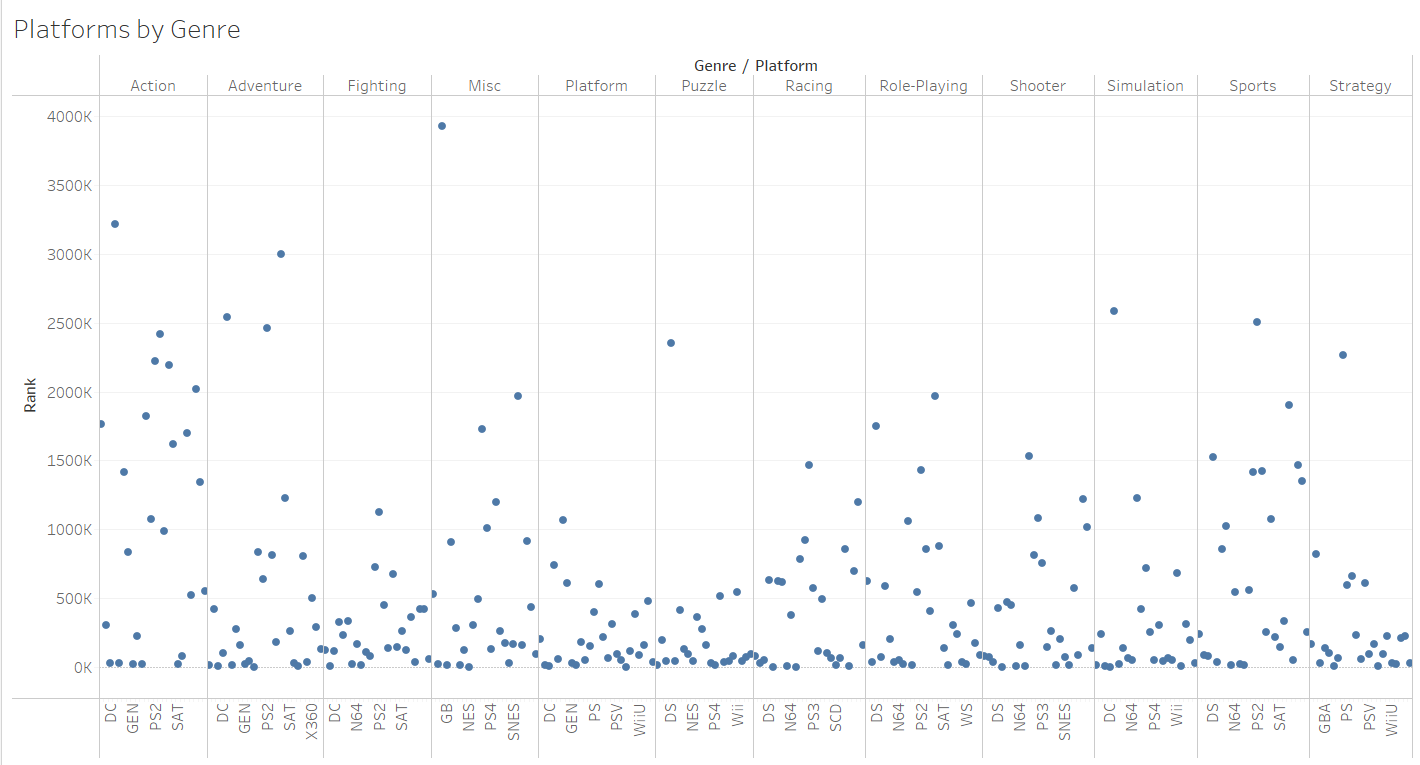 Platforms by Genre
Genre / Platform
Action Adventure Fighting Misc Platform Puzzle Racing Role-Playing Shooter Simulation Sports Strategy
4000K
3500K
3000K
2500K
2000K
1500K
1000K
500K
0K
Rank
DC GEN PS2 SAT DC GEN PS2 SAT X360 DC N64 PS2 SAT GB NES PS4 SNES DC GEN PS PSV WiiU DS NES PS4 Wii DS N64 PS3 SCD DS N64 PS2 SAT WS DS N64 PS3 SNES DC N64 PS4 Wii DS N64 PS2 SAT GBA PS PSV WiiU